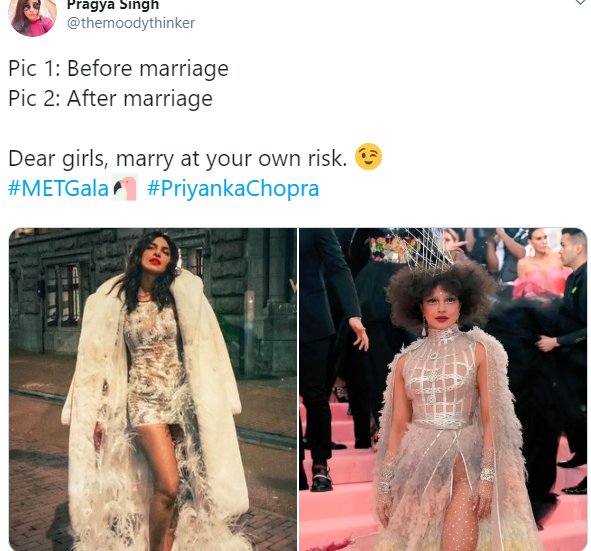 Pragya Singh
@themoodythinker
Pic 1: Before marriage
Pic 2: After marriage
Dear girls, marry at your own risk. 😉
#METGala #PriyankaChopra